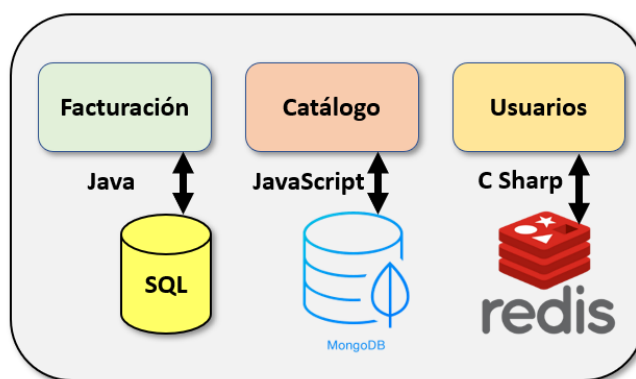 Facturación
Catálogo
Usuarios
Java
JavaScript
C Sharp
SQL
MongoDB
redis